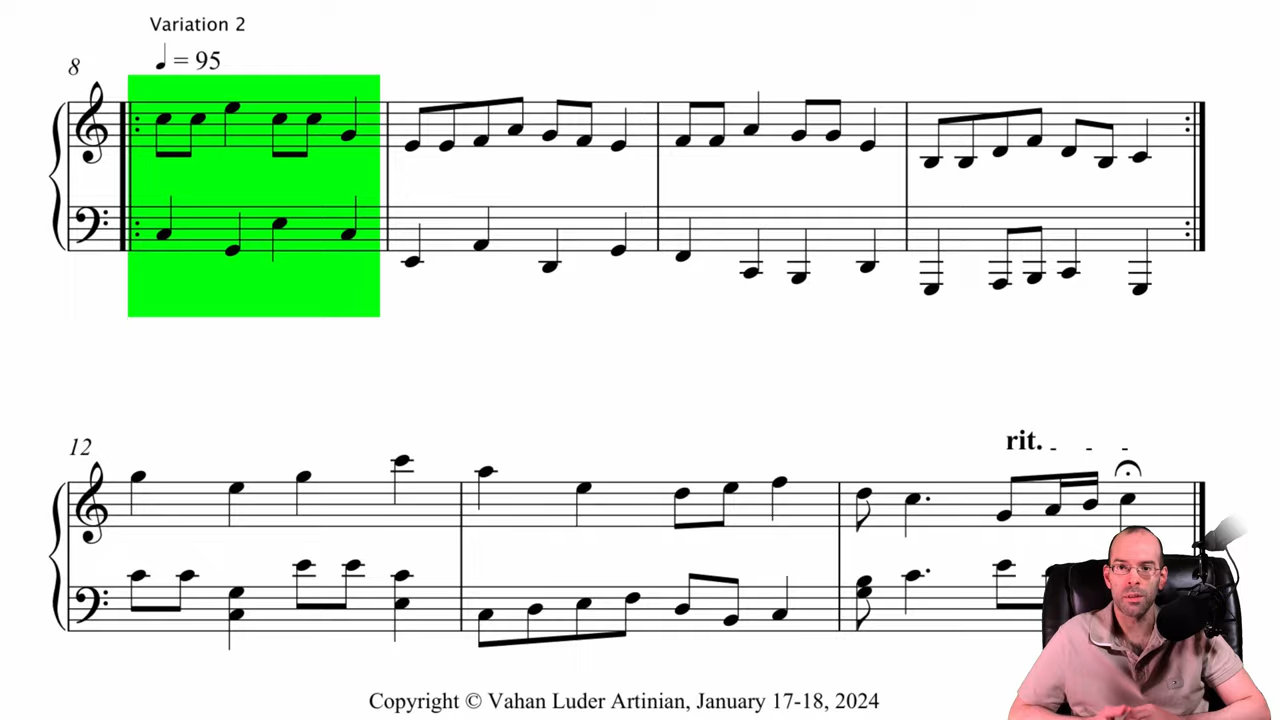 Variation 2
8
♩ = 95
12
rit.
Copyright © Vahan Luder Artinian, January 17-18, 2024